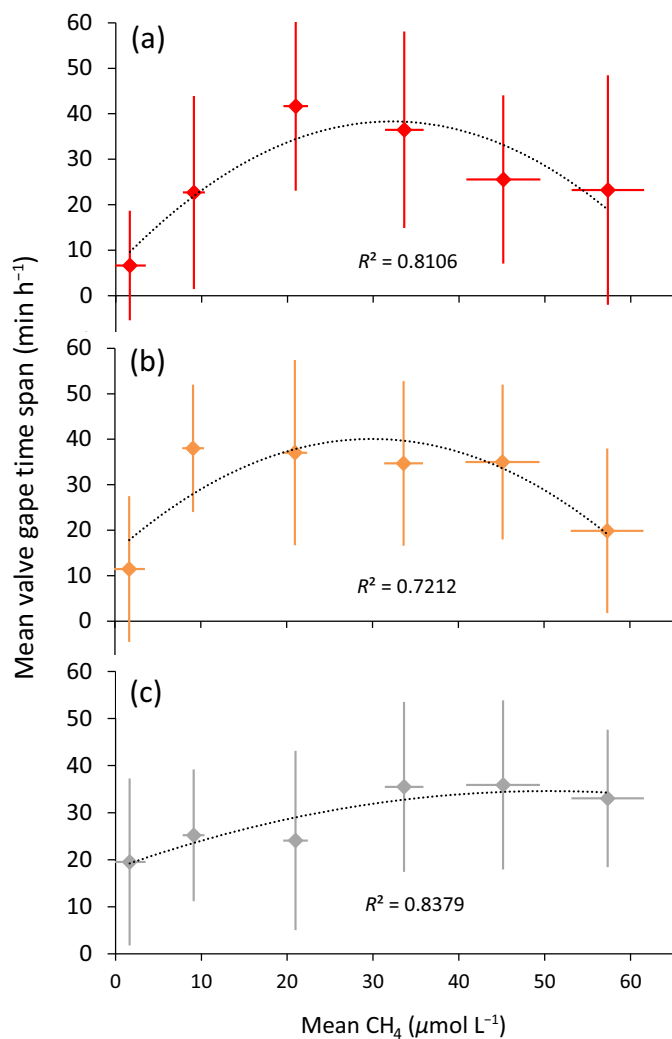 Mean valve gape time span (min h⁻¹)
(a)
60
50
40
30
20
10
0
R² = 0.8106
(b)
60
50
40
30
20
10
0
R² = 0.7212
(c)
60
50
40
30
20
10
0
R² = 0.8379
0 10 20 30 40 50 60
Mean CH₄ (µmol L⁻¹)